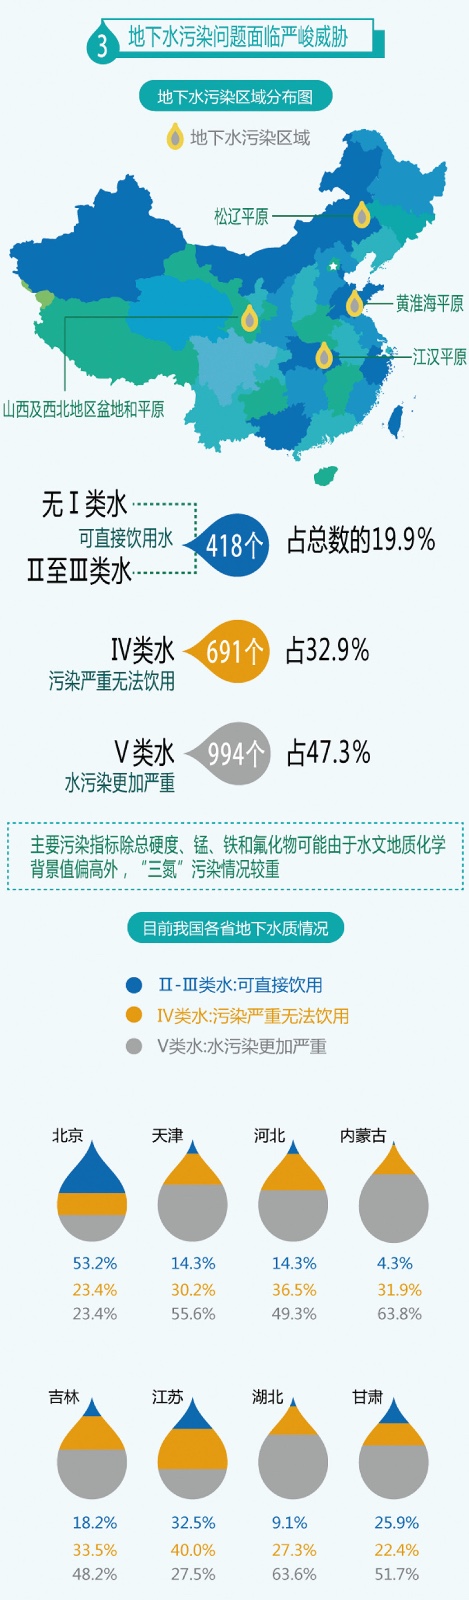 3
地下水污染问题面临严峻威胁
地下水污染区域分布图
地下水污染区域
松辽平原
黄淮海平原
江汉平原
山西及西北地区盆地和平原
无Ⅰ类水
可直接饮用水
Ⅱ至Ⅲ类水
418个
占总数的19.9%
Ⅳ类水
污染严重无法饮用
691个
占32.9%
Ⅴ类水
水污染更加严重
994个
占47.3%
主要污染指标除总硬度、锰、铁和氟化物可能由于水文地质化学
背景值偏高外，“三氮”污染情况较重
目前我国各省地下水质情况
Ⅱ-Ⅲ类水:可直接饮用
Ⅳ类水:污染严重无法饮用
Ⅴ类水:水污染更加严重
北京 天津 河北 内蒙古
53.2% 14.3% 14.3% 4.3%
23.4% 30.2% 36.5% 31.9%
23.4% 55.6% 49.3% 63.8%
吉林 江苏 湖北 甘肃
18.2% 32.5% 9.1% 25.9%
33.5% 40.0% 27.3% 22.4%
48.2% 27.5% 63.6% 51.7%